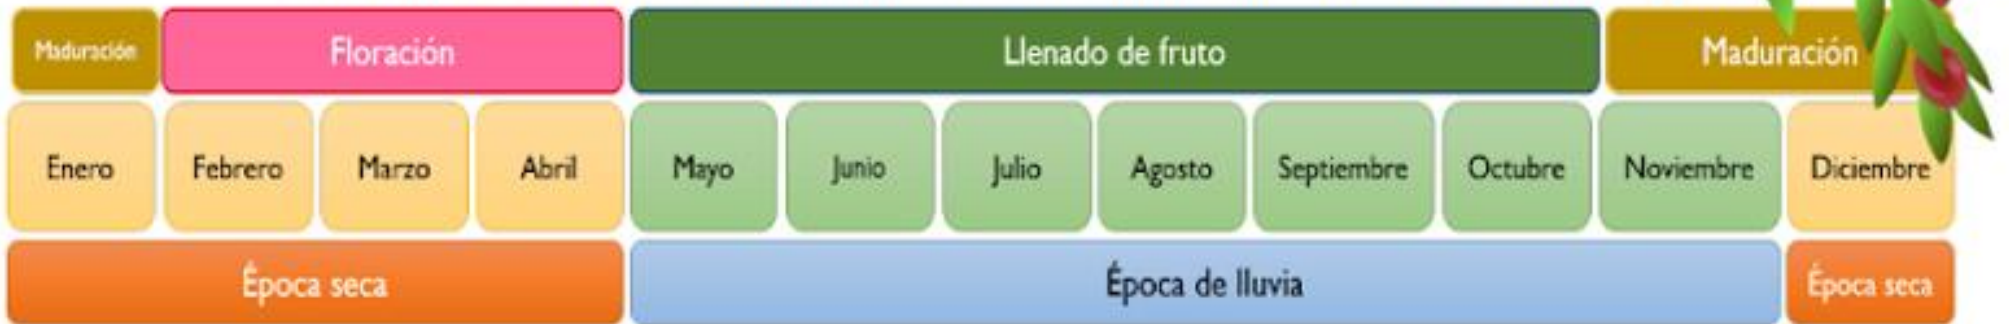 Maduración Floración Llenado de fruto Maduración
Enero Febrero Marzo Abril Mayo Junio Julio Agosto Septiembre Octubre Noviembre Diciembre
Época seca Época de lluvia Época seca